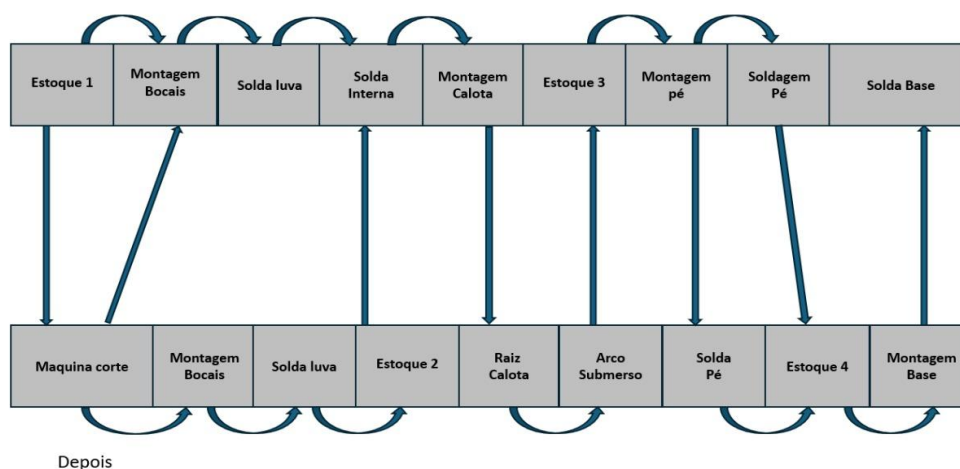 Estoque 1
Montagem
Bocais
Solda luva
Solda
Interna
Montagem
Calota
Estoque 3
Montagem
pé
Soldagem
Pé
Solda Base
Maquina corte
Montagem
Bocais
Solda luva
Estoque 2
Raiz
Calota
Arco
Submerso
Solda
Pé
Estoque 4
Montagem
Base
Depois